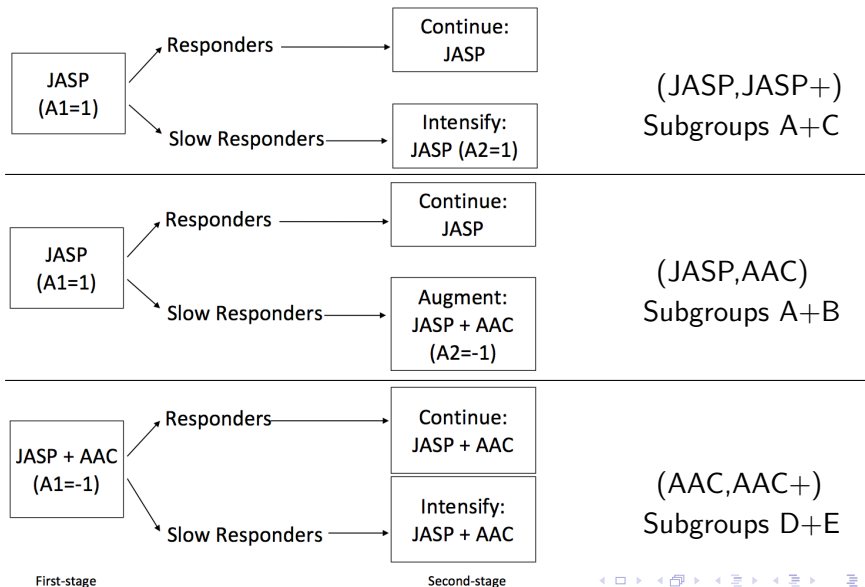 Responders
Continue:
JASP
JASP
(A1=1)
(JASP,JASP+)
Subgroups A+C
Slow Responders
Intensify:
JASP (A2=1)
Responders
Continue:
JASP
JASP
(A1=1)
(JASP,AAC)
Subgroups A+B
Slow Responders
Augment:
JASP + AAC
(A2=-1)
Responders
Continue:
JASP + AAC
JASP + AAC
(A1=-1)
(AAC,AAC+)
Subgroups D+E
Slow Responders
Intensify:
JASP + AAC
First-stage
Second-stage